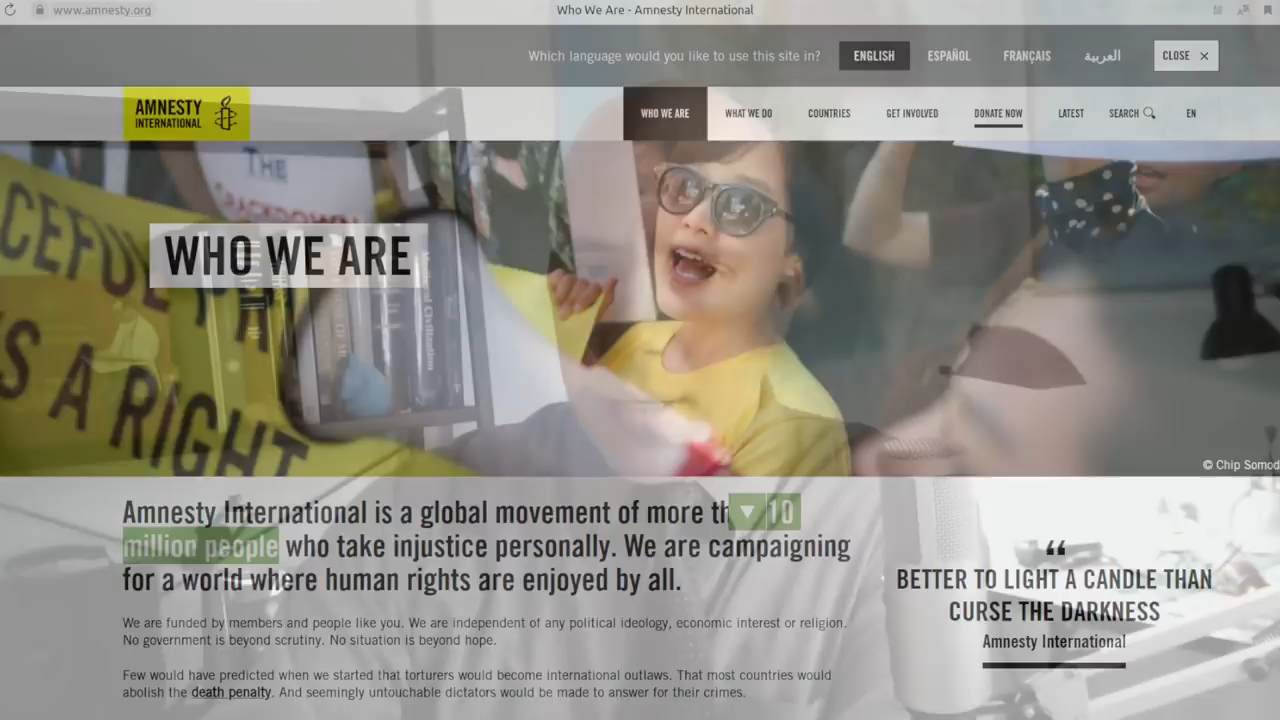 www.amnesty.org
Who We Are - Amnesty International
Which language would you like to use this site in?
ENGLISH
ESPAÑOL
FRANÇAIS
العربية
CLOSE ×
AMNESTY
INTERNATIONAL
WHO WE ARE
WHAT WE DO
COUNTRIES
GET INVOLVED
DONATE NOW
LATEST
SEARCH
EN
THE
CRACKDOWN
CEFUL
IS A RIGHT
WHO WE ARE
Civilization
© Chip Somod
Amnesty International is a global movement of more th 10
million people who take injustice personally. We are campaigning
for a world where human rights are enjoyed by all.
We are funded by members and people like you. We are independent of any political ideology, economic interest or religion.
No government is beyond scrutiny. No situation is beyond hope.
Few would have predicted when we started that torturers would become international outlaws. That most countries would
abolish the death penalty. And seemingly untouchable dictators would be made to answer for their crimes.
“
BETTER TO LIGHT A CANDLE THAN
CURSE THE DARKNESS
Amnesty International